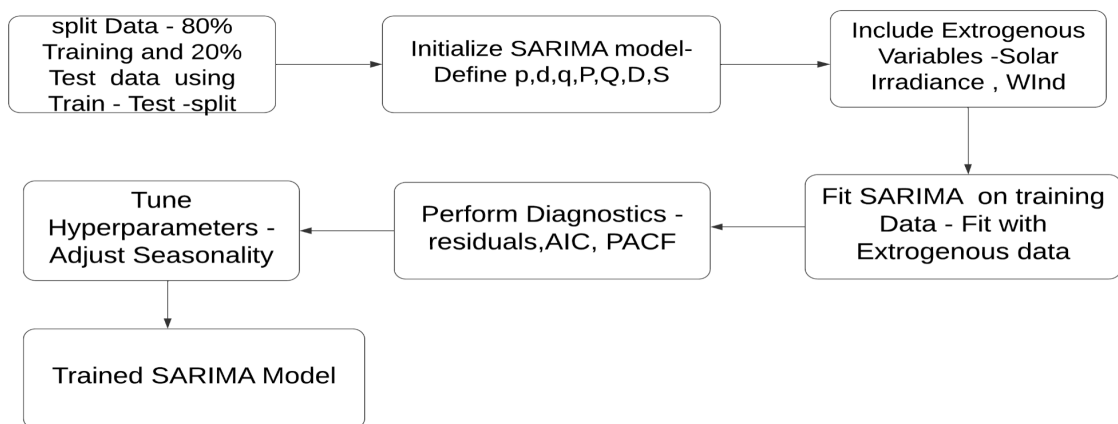 split Data - 80%
Training and 20%
Test data using
Train - Test -split
Initialize SARIMA model-
Define p,d,q,P,Q,D,S
Include Extrogenous
Variables -Solar
Irradiance , WInd
Fit SARIMA on training
Data - Fit with
Extrogenous data
Perform Diagnostics -
residuals,AIC, PACF
Tune
Hyperparameters -
Adjust Seasonality
Trained SARIMA Model